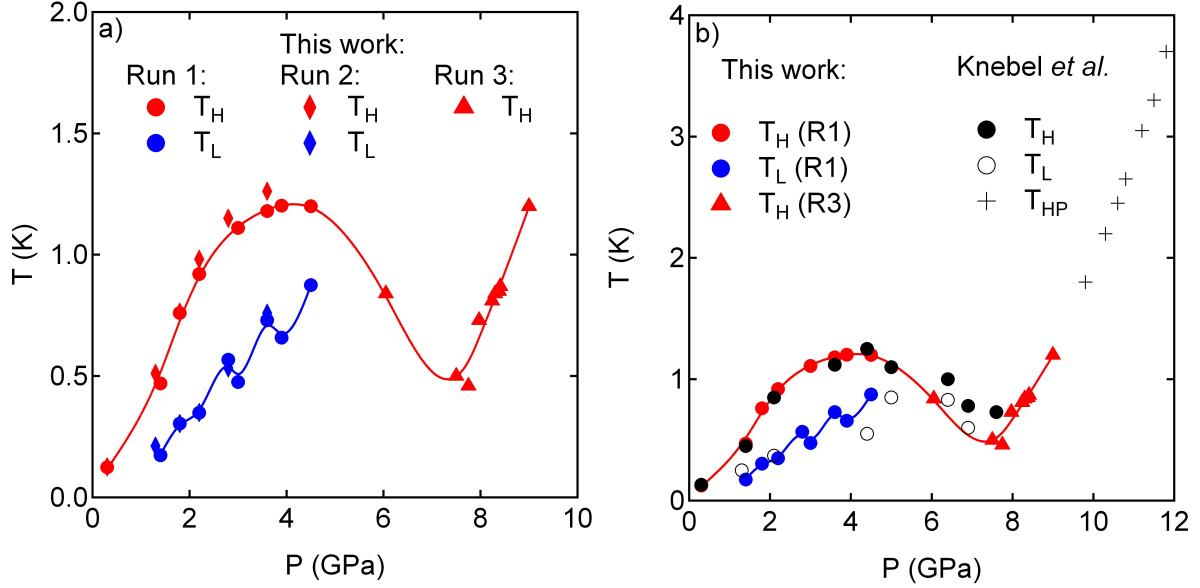 a)
This work:
Run 1: Run 2: Run 3:
T_H T_H T_H
T_L T_L
2.0
1.5
1.0
0.5
0.0
T (K)
0 2 4 6 8 10
P (GPa)
b)
This work: Knebel et al.
T_H (R1) T_H
T_L (R1) T_L
T_H (R3) T_HP
4
3
2
1
0
T (K)
0 2 4 6 8 10 12
P (GPa)